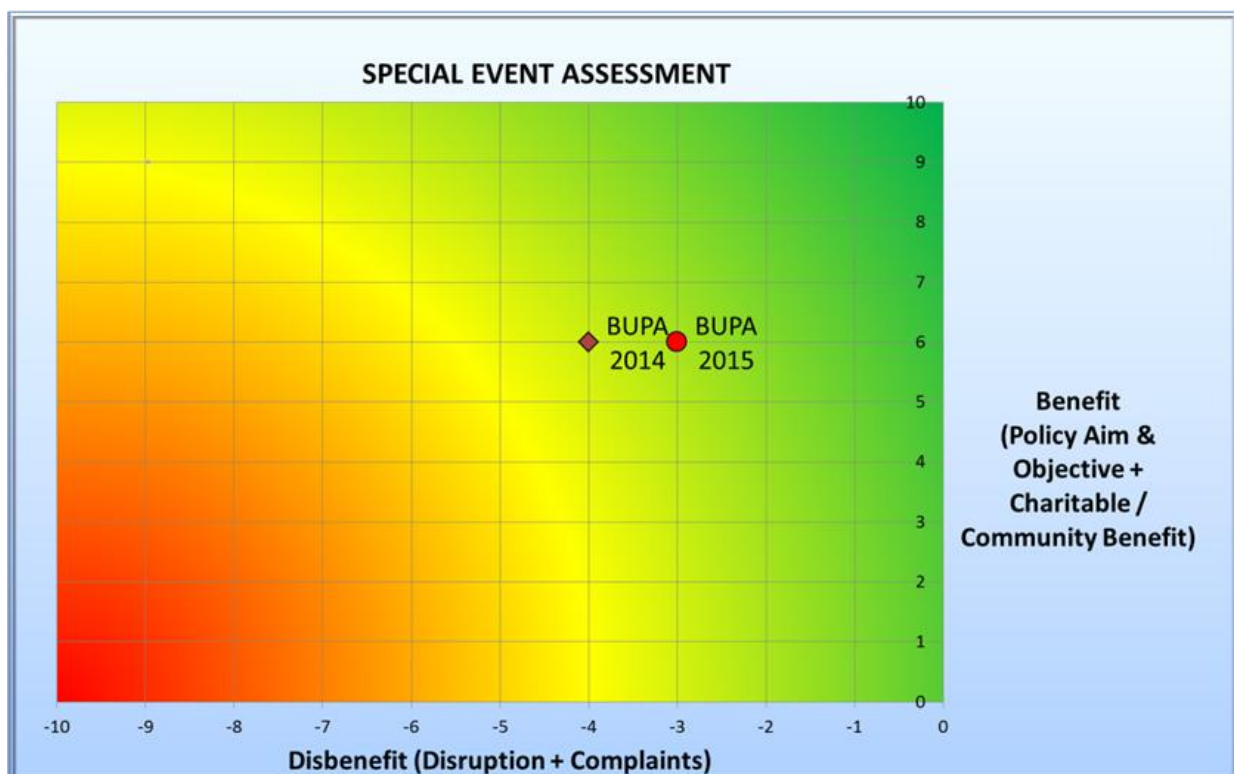 SPECIAL EVENT ASSESSMENT
10
9
8
7
BUPA BUPA
6
2014 2015
5
4
3
2
1
0
-10 -9 -8 -7 -6 -5 -4 -3 -2 -1 0
Disbenefit (Disruption + Complaints)
Benefit
(Policy Aim &
Objective +
Charitable /
Community Benefit)